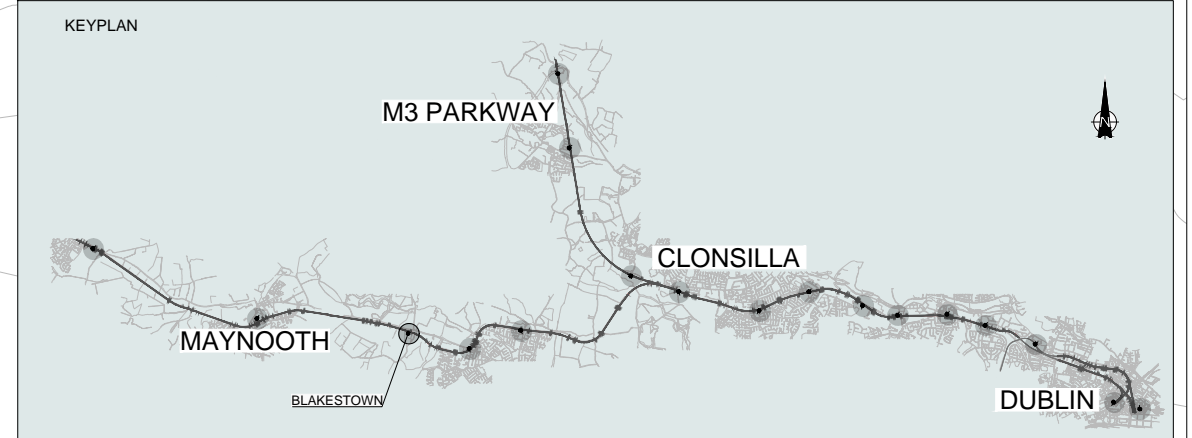 KEYPLAN
M3 PARKWAY
N
CLONSILLA
MAYNOOTH
BLAKESTOWN
DUBLIN